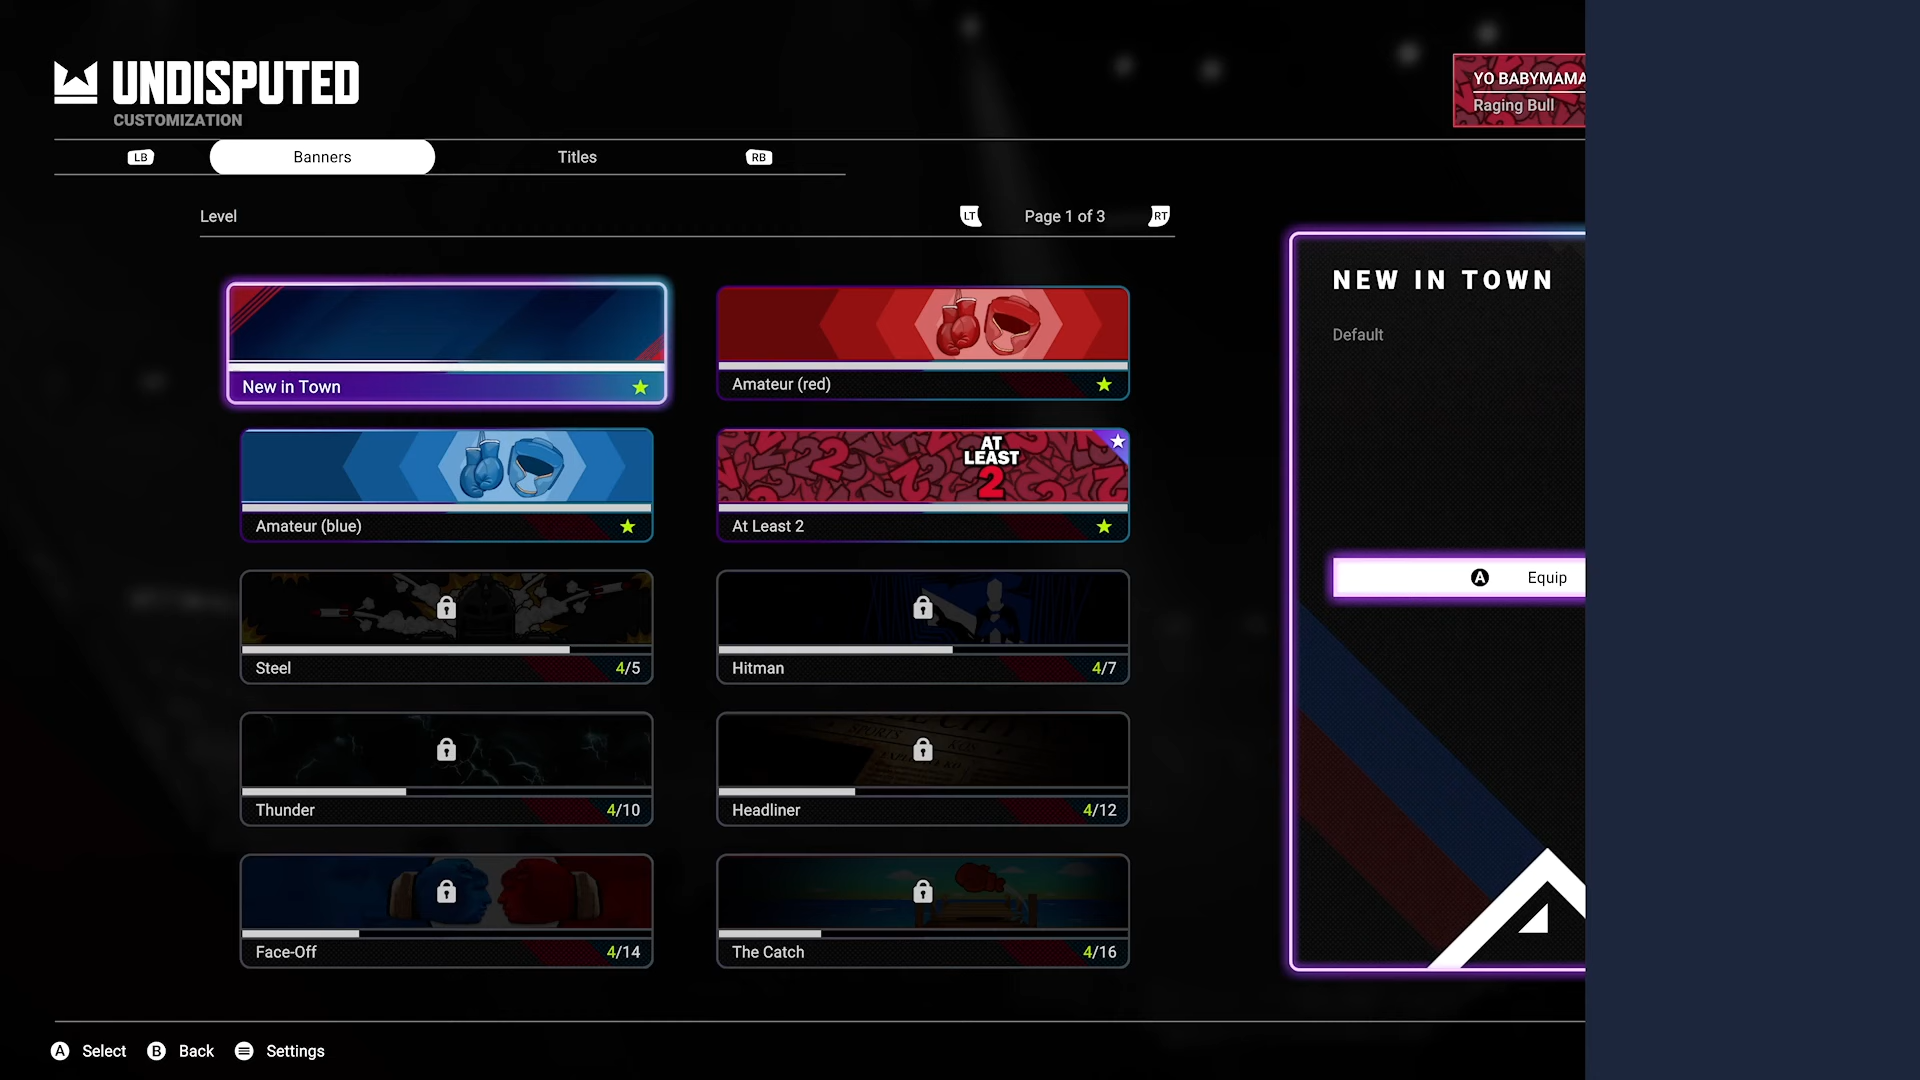 UNDISPUTED
CUSTOMIZATION
YO BABYMAMA
Raging Bull
LB
Banners
Titles
RB
Level
LT
Page 1 of 3
RT
New in Town
Amateur (red)
Amateur (blue)
AT
LEAST
2
At Least 2
Steel
4/5
Hitman
4/7
Thunder
4/10
SPORTS
Headliner
4/12
Face-Off
4/14
The Catch
4/16
NEW IN TOWN
Default
A
Equip
A Select
B Back
Settings